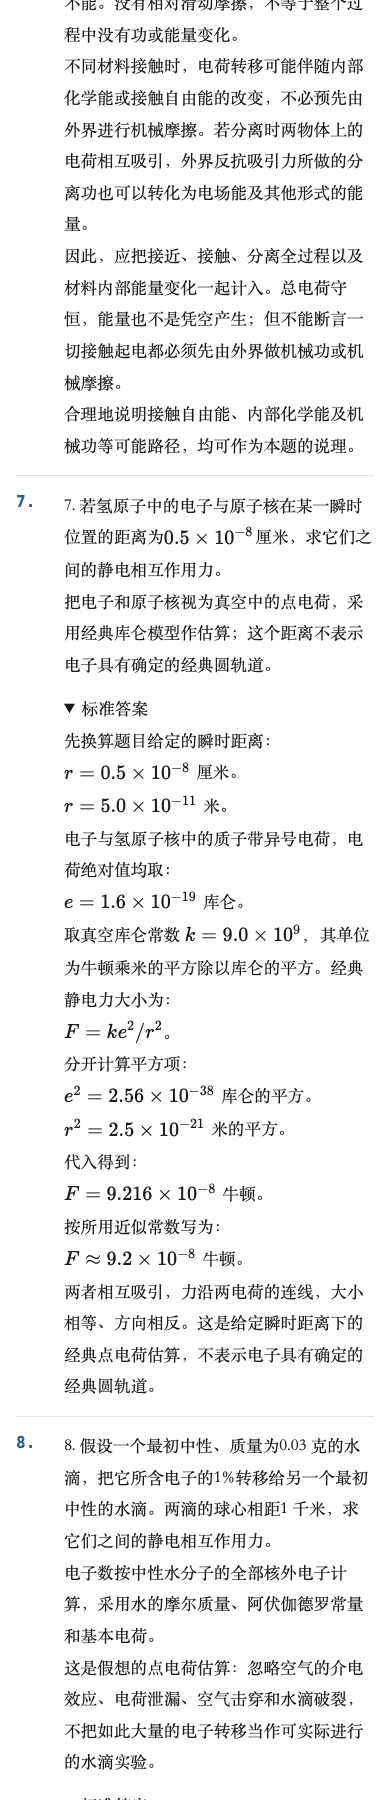 不能。没有相对滑动摩擦，不等于整个过
程中没有功或能量变化。
不同材料接触时，电荷转移可能伴随内部
化学能或接触自由能的改变，不必预先由
外界进行机械摩擦。若分离时两物体上的
电荷相互吸引，外界反抗吸引力所做的分
离功也可以转化为电场能及其他形式的能
量。
因此，应把接近、接触、分离全过程以及
材料内部能量变化一起计入。总电荷守
恒，能量也不是凭空产生；但不能断言一
切接触起电都必须先由外界做机械功或机
械摩擦。
合理地说明接触自由能、内部化学能及机
械功等可能路径，均可作为本题的说理。
7. 7. 若氢原子中的电子与原子核在某一瞬时
位置的距离为0.5 × 10⁻⁸ 厘米，求它们之
间的静电相互作用力。
把电子和原子核视为真空中的点电荷，采
用经典库仑模型作估算；这个距离不表示
电子具有确定的经典圆轨道。
▼ 标准答案
先换算题目给定的瞬时距离：
r = 0.5 × 10⁻⁸ 厘米。
r = 5.0 × 10⁻¹¹ 米。
电子与氢原子核中的质子带异号电荷，电
荷绝对值均取：
e = 1.6 × 10⁻¹⁹ 库仑。
取真空库仑常数 k = 9.0 × 10⁹，其单位
为牛顿乘米的平方除以库仑的平方。经典
静电力大小为：
F = ke²/r²。
分开计算平方项：
e² = 2.56 × 10⁻³⁸ 库仑的平方。
r² = 2.5 × 10⁻²¹ 米的平方。
代入得到：
F = 9.216 × 10⁻⁸ 牛顿。
按所用近似常数写为：
F ≈ 9.2 × 10⁻⁸ 牛顿。
两者相互吸引，力沿两电荷的连线，大小
相等、方向相反。这是给定瞬时距离下的
经典点电荷估算，不表示电子具有确定的
经典圆轨道。
8. 8. 假设一个最初中性、质量为0.03 克的水
滴，把它所含电子的1%转移给另一个最初
中性的水滴。两滴的球心相距1 千米，求
它们之间的静电相互作用力。
电子数按中性水分子的全部核外电子计
算，采用水的摩尔质量、阿伏伽德罗常量
和基本电荷。
这是假想的点电荷估算：忽略空气的介电
效应、电荷泄漏、空气击穿和水滴破裂，
不把如此大量的电子转移当作可实际进行
的水滴实验。